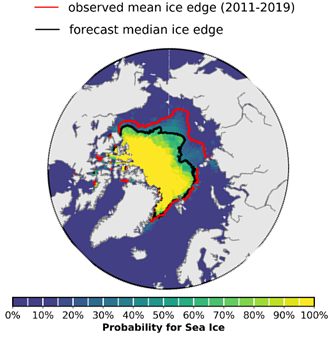 observed mean ice edge (2011-2019)
forecast median ice edge
0% 10% 20% 30% 40% 50% 60% 70% 80% 90% 100%
Probability for Sea Ice